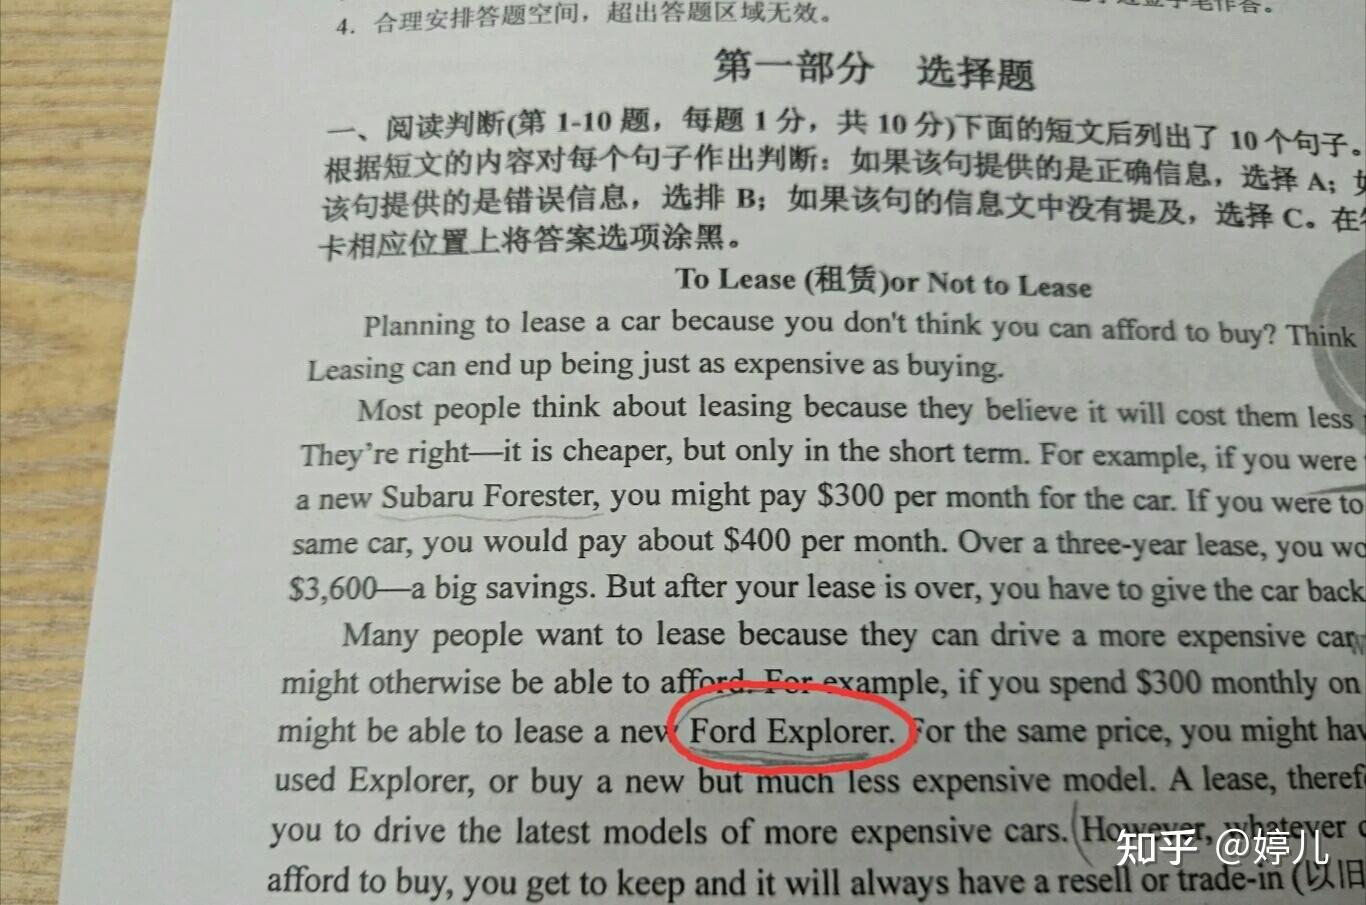 4. 合理安排答题空间，超出答题区域无效。
第一部分 选择题
一、阅读判断(第 1-10 题，每题 1 分，共 10 分)下面的短文后列出了 10 个句子。
根据短文的内容对每个句子作出判断：如果该句提供的是正确信息，选择 A；如
该句提供的是错误信息，选排 B；如果该句的信息文中没有提及，选择 C。在
卡相应位置上将答案选项涂黑。
To Lease (租赁)or Not to Lease
Planning to lease a car because you don't think you can afford to buy? Think
Leasing can end up being just as expensive as buying.
Most people think about leasing because they believe it will cost them less
They're right—it is cheaper, but only in the short term. For example, if you were
a new Subaru Forester, you might pay $300 per month for the car. If you were to
same car, you would pay about $400 per month. Over a three-year lease, you
$3,600—a big savings. But after your lease is over, you have to give the car back
Many people want to lease because they can drive a more expensive car
might otherwise be able to afford. For example, if you spend $300 monthly on
might be able to lease a new Ford Explorer. For the same price, you might
used Explorer, or buy a new but much less expensive model. A lease,
you to drive the latest models of more expensive cars. However, whatever
afford to buy, you get to keep and it will always have a resell or trade-in (以旧
知乎 @婷儿